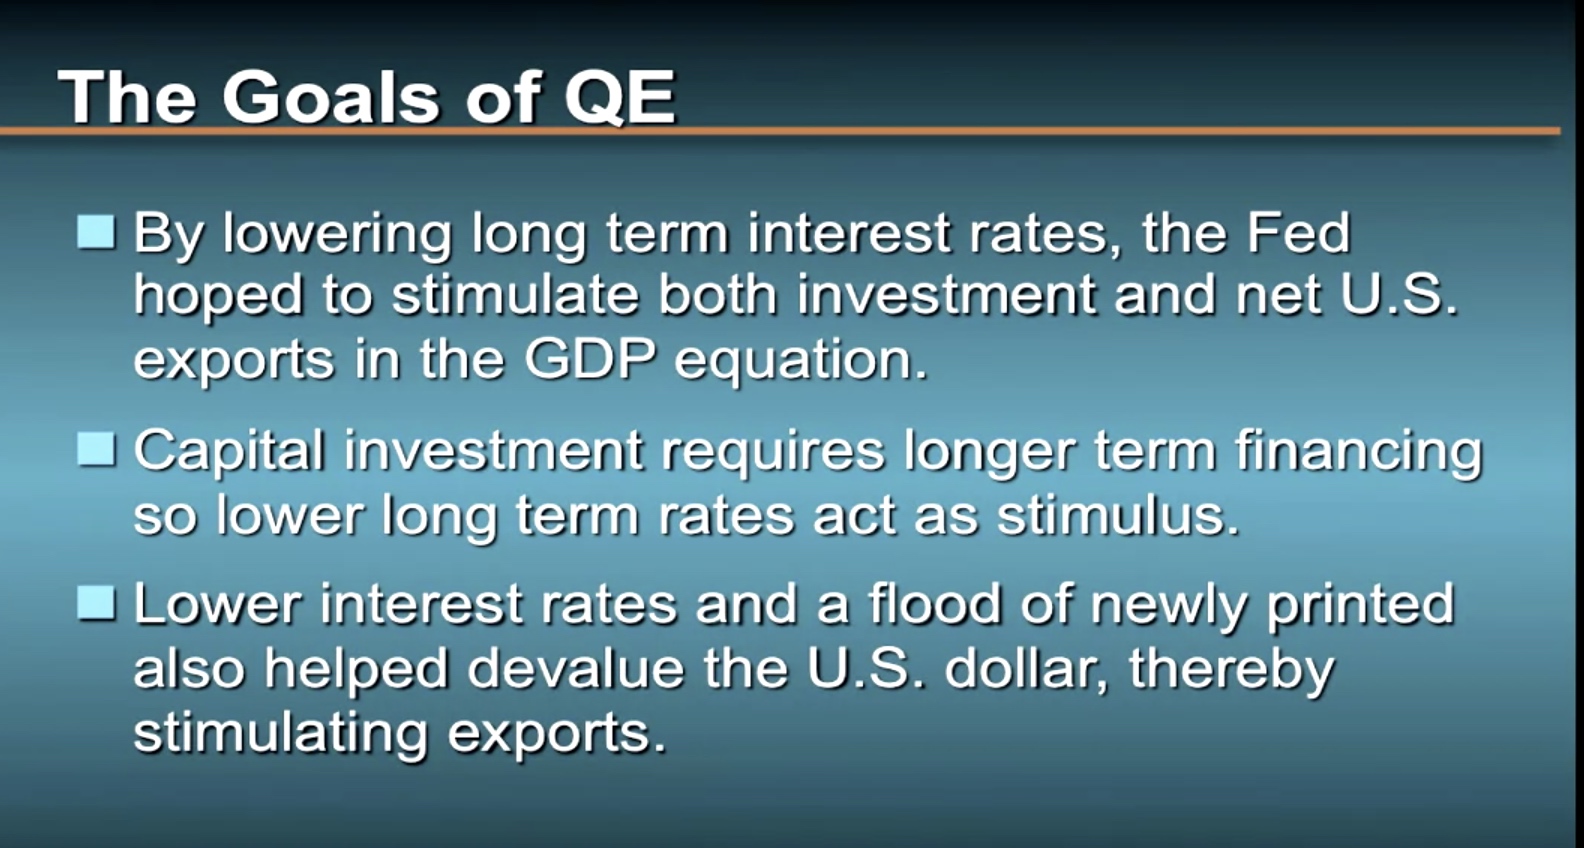 The Goals of QE
By lowering long term interest rates, the Fed
hoped to stimulate both investment and net U.S.
exports in the GDP equation.
Capital investment requires longer term financing
so lower long term rates act as stimulus.
Lower interest rates and a flood of newly printed
also helped devalue the U.S. dollar, thereby
stimulating exports.